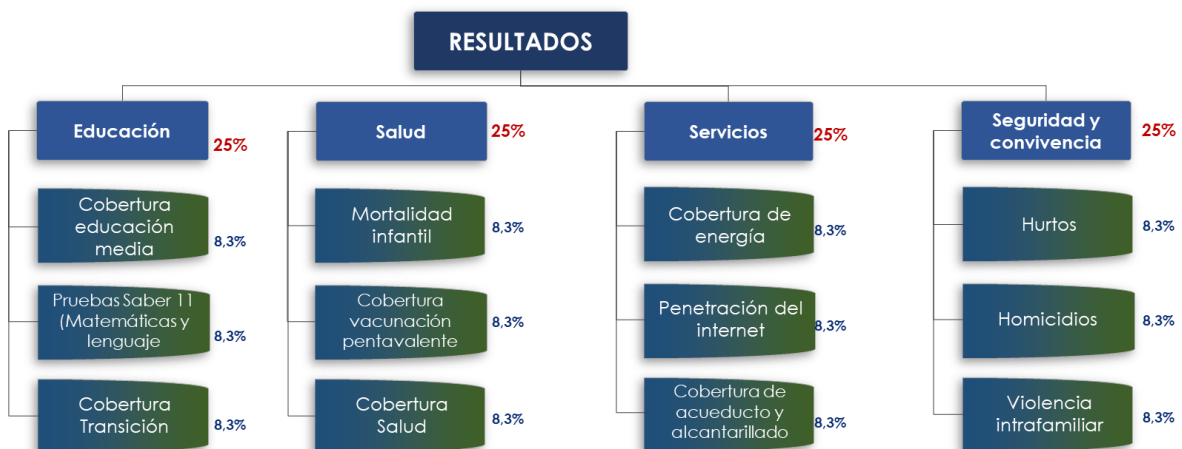 RESULTADOS
Educación
25%
Cobertura
educación
media
8,3%
Pruebas Saber 11
(Matemáticas y
lenguaje
8,3%
Cobertura
Transición
8,3%
Salud
25%
Mortalidad
infantil
8,3%
Cobertura
vacunación
pentavalente
8,3%
Cobertura
Salud
8,3%
Servicios
25%
Cobertura de
energía
8,3%
Penetración del
internet
8,3%
Cobertura de
acueducto y
alcantarillado
8,3%
Seguridad y
convivencia
25%
Hurtos
8,3%
Homicidios
8,3%
Violencia
intrafamiliar
8,3%